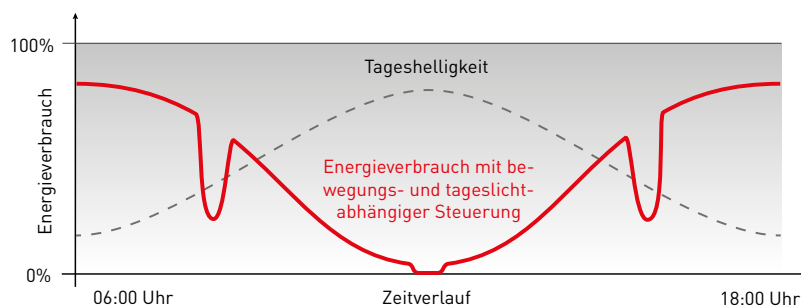 100%
Tageshelligkeit
Energieverbrauch
Energieverbrauch mit be-
wegungs- und tageslicht-
abhängiger Steuerung
0%
06:00 Uhr
Zeitverlauf
18:00 Uhr